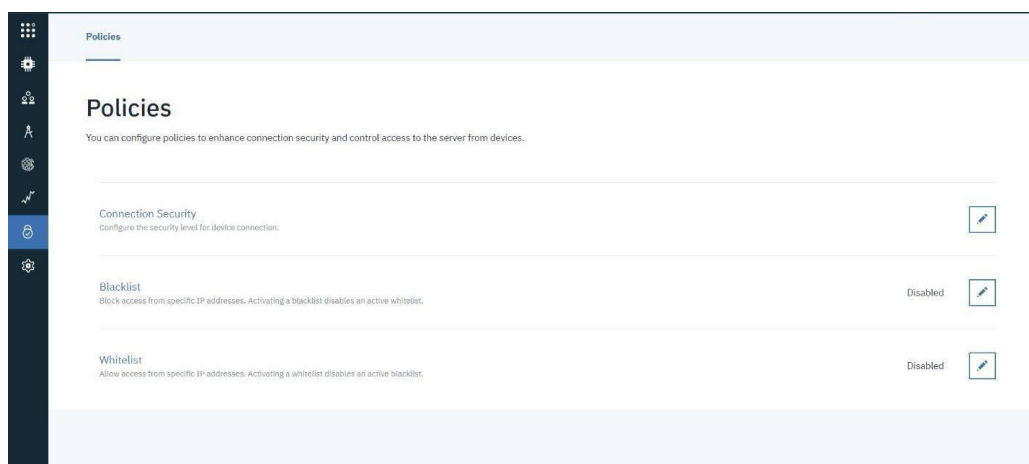 Policies
Policies
You can configure policies to enhance connection security and control access to the server from devices.
Connection Security
Configure the security level for device connection.
Blacklist
Block access from specific IP addresses. Activating a blacklist disables an active whitelist.
Disabled
Whitelist
Allow access from specific IP addresses. Activating a whitelist disables an active blacklist.
Disabled